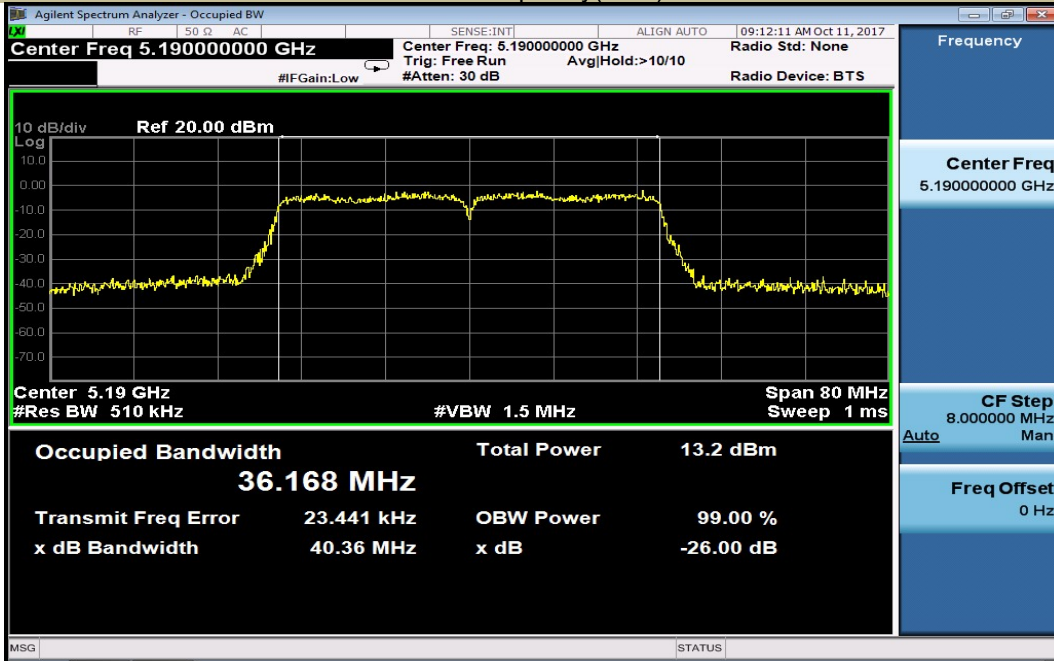 Agilent Spectrum Analyzer - Occupied BW
LXI RF 50 Ω AC SENSE:INT ALIGN AUTO 09:12:11 AM Oct 11, 2017
Center Freq 5.190000000 GHz
Center Freq: 5.190000000 GHz
Radio Std: None
Trig: Free Run Avg|Hold:>10/10
#IFGain:Low
#Atten: 30 dB
Radio Device: BTS
10 dB/div Ref 20.00 dBm
Log
10.0
0.00
-10.0
-20.0
-30.0
-40.0
-50.0
-60.0
-70.0
Center 5.19 GHz Span 80 MHz
#Res BW 510 kHz #VBW 1.5 MHz Sweep 1 ms
Occupied Bandwidth Total Power 13.2 dBm
36.168 MHz
Transmit Freq Error 23.441 kHz OBW Power 99.00 %
x dB Bandwidth 40.36 MHz x dB -26.00 dB
MSG STATUS
Frequency
Center Freq
5.190000000 GHz
CF Step
8.000000 MHz
Auto Man
Freq Offset
0 Hz